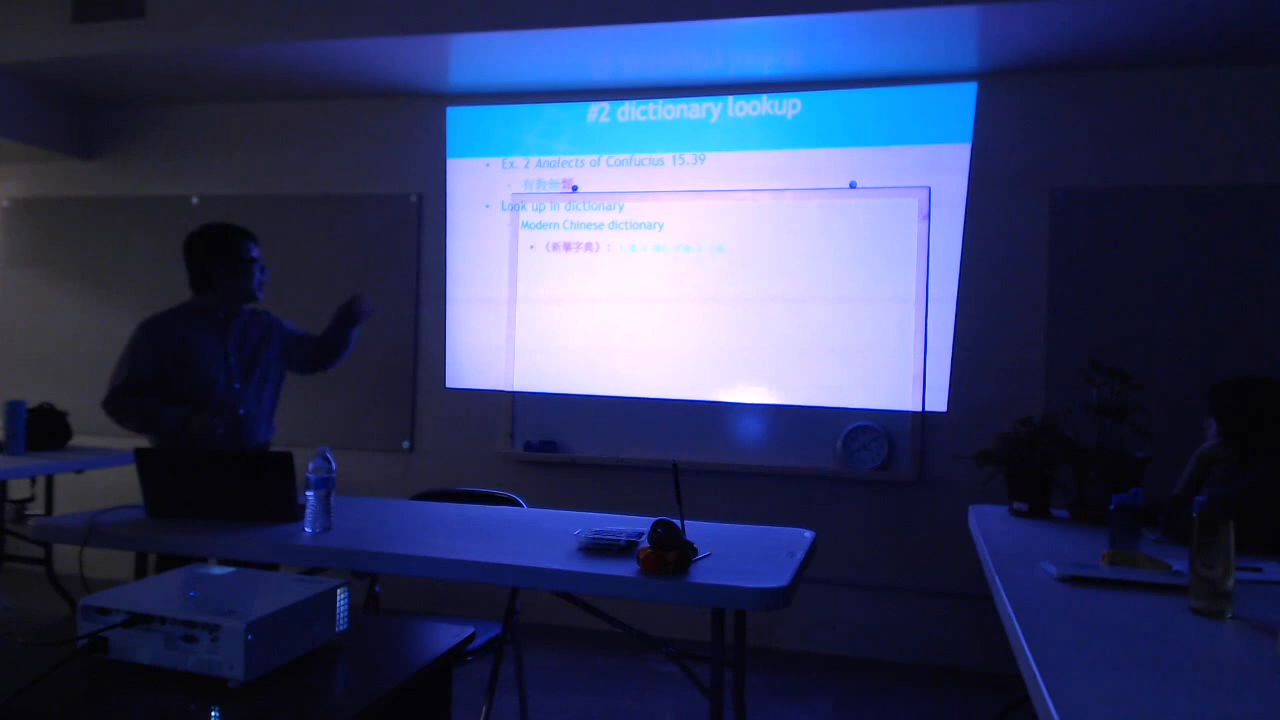 #2 dictionary lookup
• Ex. 2 Analects of Confucius 15.39
- 有教無類
• Look up in dictionary
- Modern Chinese dictionary
• 《新華字典》：